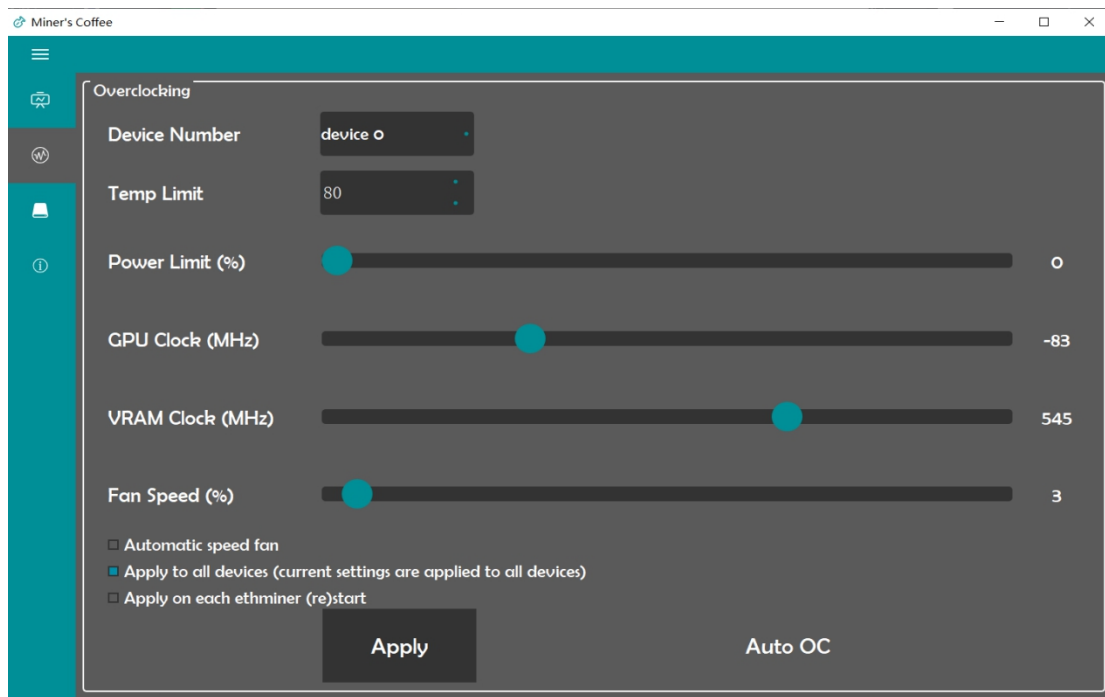 Miner's Coffee
Overclocking
Device Number device 0
Temp Limit 80
Power Limit (%) 0
GPU Clock (MHz) -83
VRAM Clock (MHz) 545
Fan Speed (%) 3
Automatic speed fan
Apply to all devices (current settings are applied to all devices)
Apply on each ethminer (re)start
Apply Auto OC